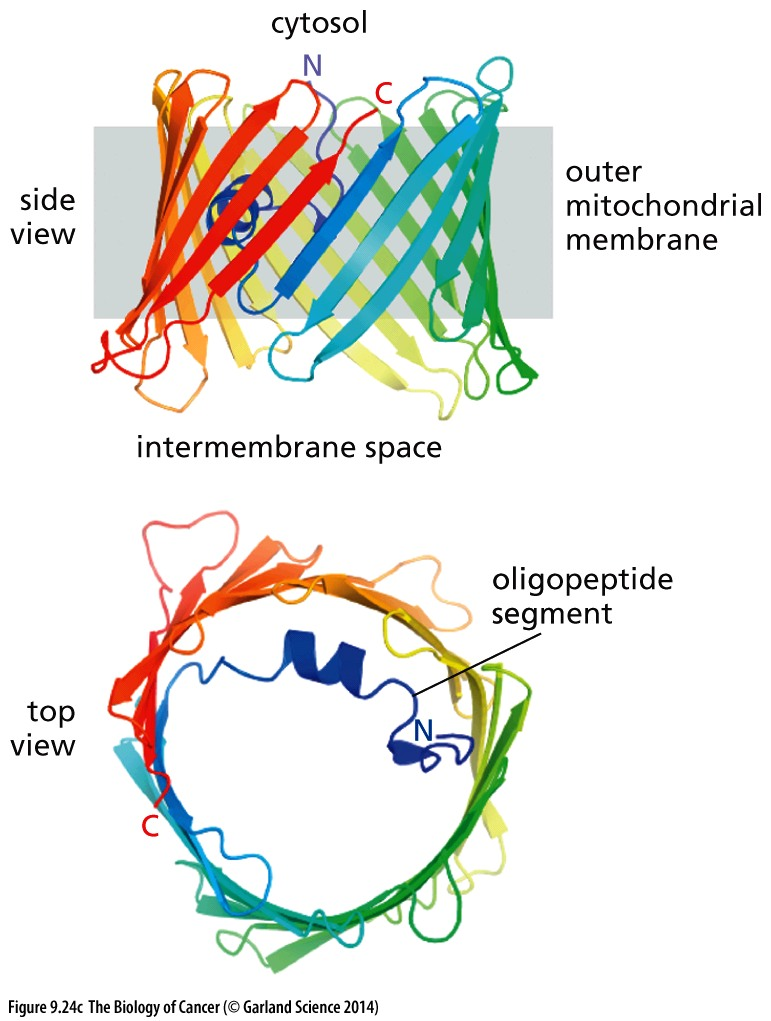 cytosol
N
C
side
view
outer
mitochondrial
membrane
intermembrane space
oligopeptide
segment
top
view
N
C
Figure 9.24c The Biology of Cancer (© Garland Science 2014)